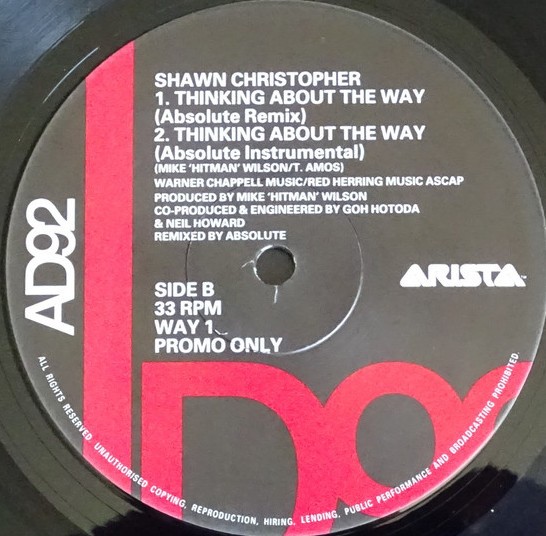 SHAWN CHRISTOPHER
1. THINKING ABOUT THE WAY
(Absolute Remix)
2. THINKING ABOUT THE WAY
(Absolute Instrumental)
(MIKE 'HITMAN' WILSON/T. AMOS)
WARNER CHAPPELL MUSIC/RED HERRING MUSIC ASCAP
PRODUCED BY MIKE 'HITMAN' WILSON
CO-PRODUCED & ENGINEERED BY GOH HOTODA
& NEIL HOWARD
REMIXED BY ABSOLUTE
AD92
ARISTA™
SIDE B
33 RPM
WAY 1
PROMO ONLY
ALL RIGHTS RESERVED. UNAUTHORISED COPYING, REPRODUCTION, HIRING, LENDING, PUBLIC PERFORMANCE AND BROADCASTING PROHIBITED